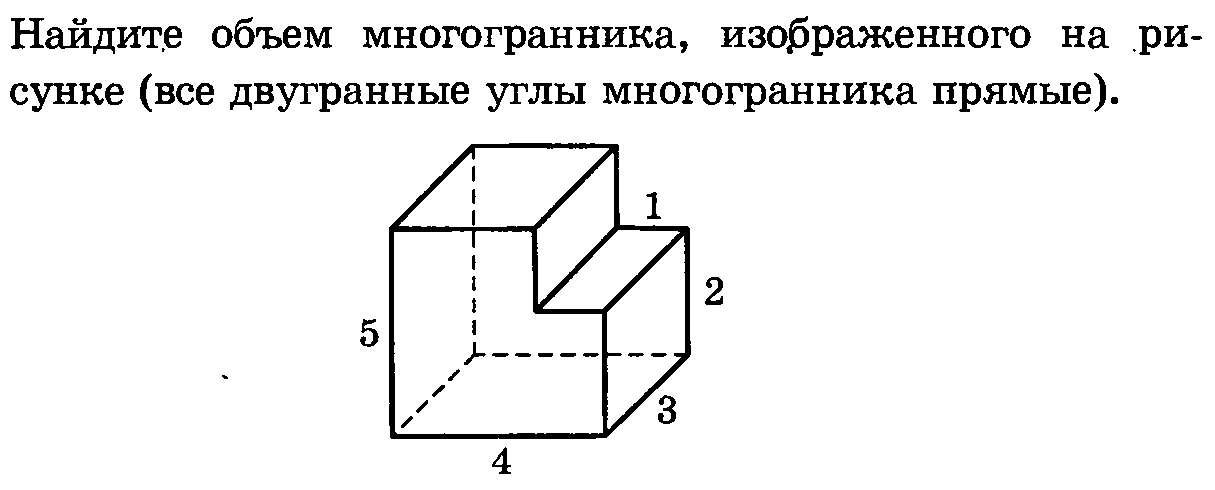 Найдите объем многогранника, изображенного на ри-
сунке (все двугранные углы многогранника прямые).
1
2
5
3
4